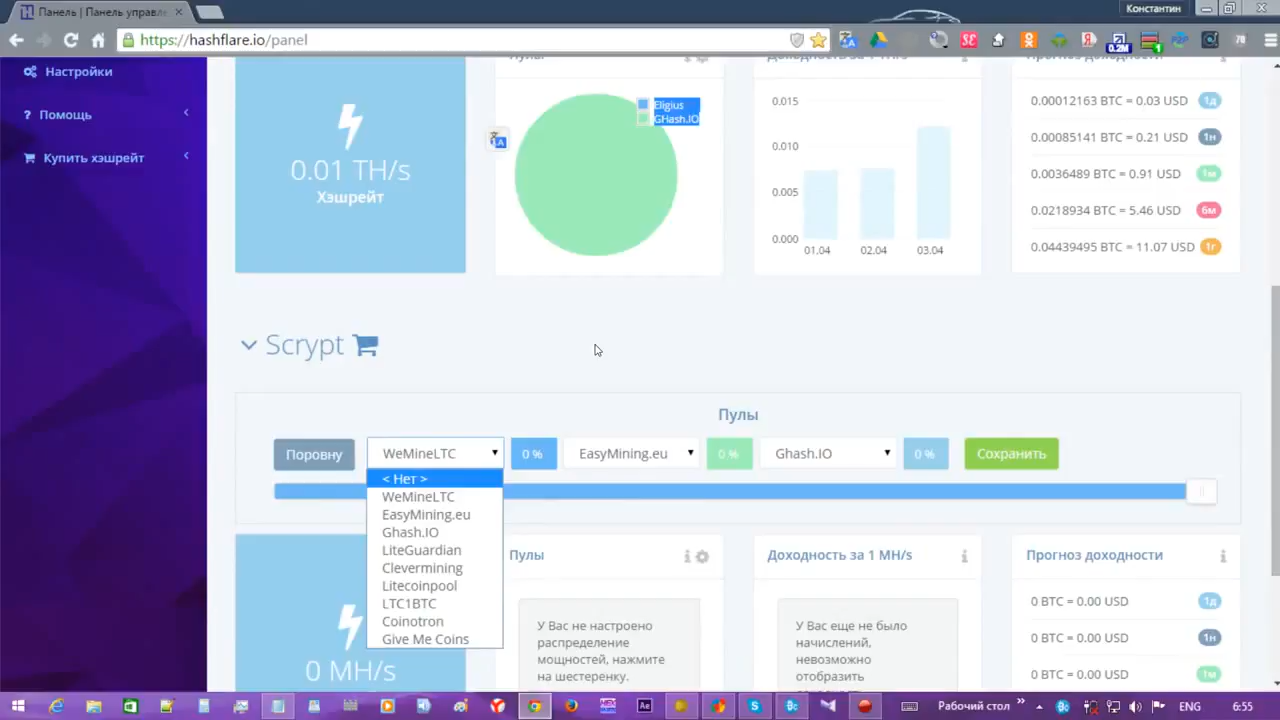 Панель | Панель управле
Константин
https://hashflare.io/panel
Настройки
? Помощь
Купить хэшрейт
0.01 TH/s
Хэшрейт
Пулы
Eligius
GHash.IO
Доходность за 1 TH/s
0.015
0.010
0.005
0.000
01.04 02.04 03.04
Прогноз доходности
0.00012163 BTC = 0.03 USD 1д
0.00085141 BTC = 0.21 USD 1н
0.0036489 BTC = 0.91 USD 1м
0.0218934 BTC = 5.46 USD 6м
0.04439495 BTC = 11.07 USD 1г
Scrypt
Пулы
Поровну WeMineLTC 0 % EasyMining.eu 0 % Ghash.IO 0 % Сохранить
< Нет >
WeMineLTC
EasyMining.eu
Ghash.IO
LiteGuardian
Clevermining
Litecoinpool
LTC1BTC
Coinotron
Give Me Coins
0 MH/s
Пулы
У Вас не настроено
распределение
мощностей, нажмите
на шестеренку.
Доходность за 1 MH/s
У Вас еще не было
начислений,
невозможно
отобразить
Прогноз доходности
0 BTC = 0.00 USD 1д
0 BTC = 0.00 USD 1н
0 BTC = 0.00 USD 1м
Рабочий стол
ENG
6:55